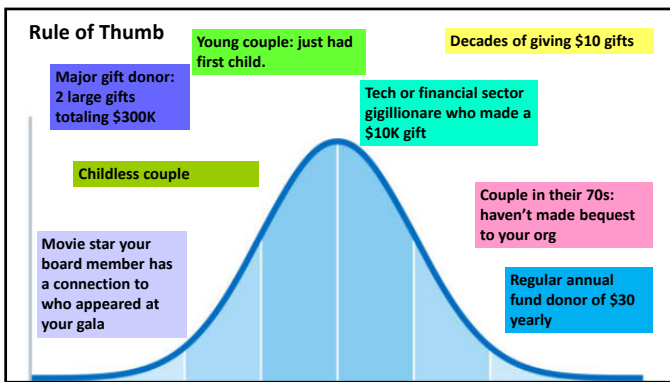 Rule of Thumb
Young couple: just had
first child.
Decades of giving $10 gifts
Major gift donor:
2 large gifts
totaling $300K
Tech or financial sector
gigillionare who made a
$10K gift
Childless couple
Couple in their 70s:
haven't made bequest
to your org
Movie star your
board member has
a connection to
who appeared at
your gala
Regular annual
fund donor of $30
yearly